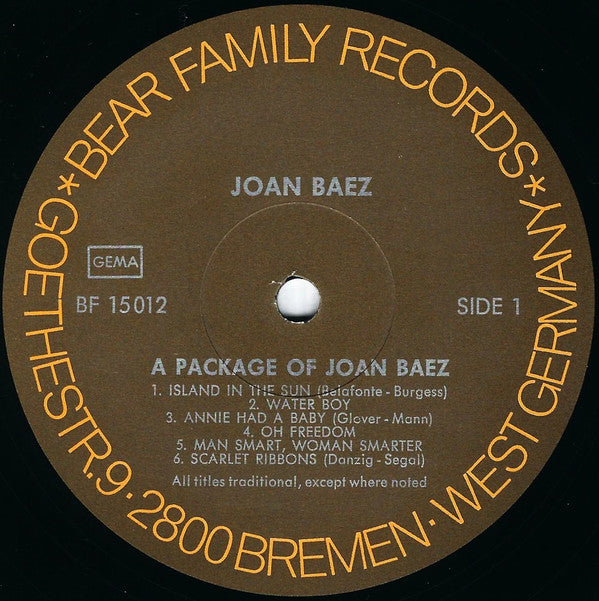 *BEAR FAMILY RECORDS*
GOETHESTR.9·2800 BREMEN·WEST GERMANY
JOAN BAEZ
GEMA
BF 15012
SIDE 1
A PACKAGE OF JOAN BAEZ
1. ISLAND IN THE SUN (Belafonte - Burgess)
2. WATER BOY
3. ANNIE HAD A BABY (Glover - Mann)
4. OH FREEDOM
5. MAN SMART, WOMAN SMARTER
6. SCARLET RIBBONS (Danzig - Segal)
All titles traditional, except where noted